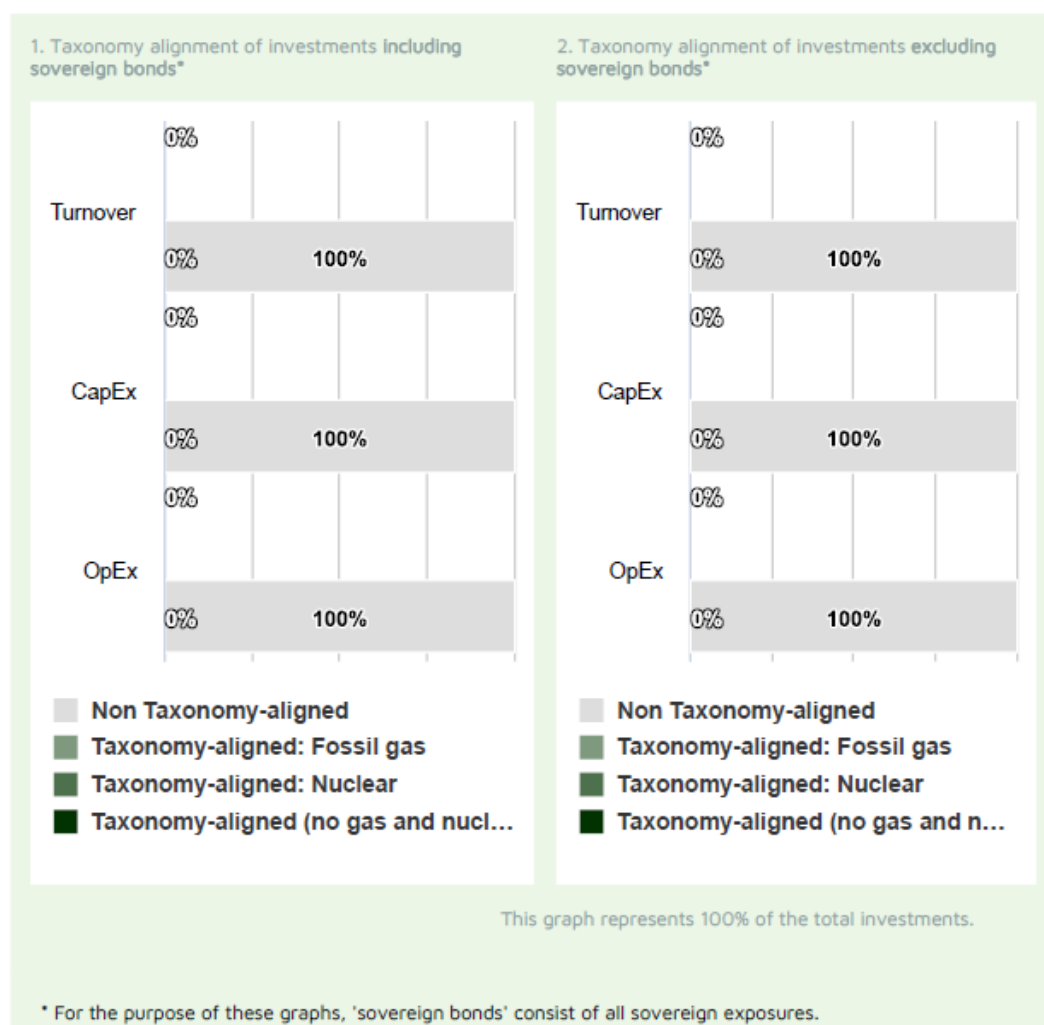 1. Taxonomy alignment of investments including
sovereign bonds*
0%
Turnover
0% 100%
0%
CapEx
0% 100%
0%
OpEx
0% 100%
Non Taxonomy-aligned
Taxonomy-aligned: Fossil gas
Taxonomy-aligned: Nuclear
Taxonomy-aligned (no gas and nucl...
2. Taxonomy alignment of investments excluding
sovereign bonds*
0%
Turnover
0% 100%
0%
CapEx
0% 100%
0%
OpEx
0% 100%
Non Taxonomy-aligned
Taxonomy-aligned: Fossil gas
Taxonomy-aligned: Nuclear
Taxonomy-aligned (no gas and n...
This graph represents 100% of the total investments.
* For the purpose of these graphs, 'sovereign bonds' consist of all sovereign exposures.